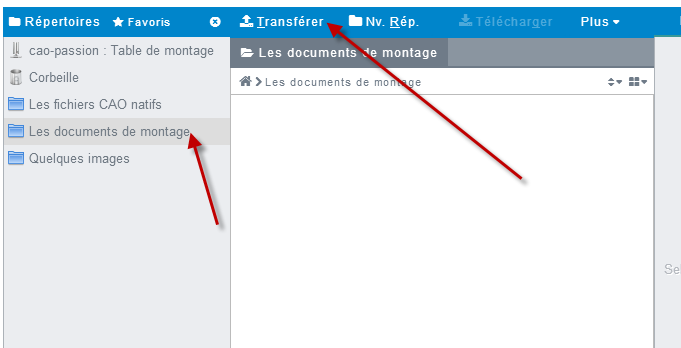 Répertoires Favoris Transférer Nv. Rép. Télécharger Plus
cao-passion : Table de montage
Les documents de montage
Corbeille
Les documents de montage
Les fichiers CAO natifs
Les documents de montage
Quelques images
Se